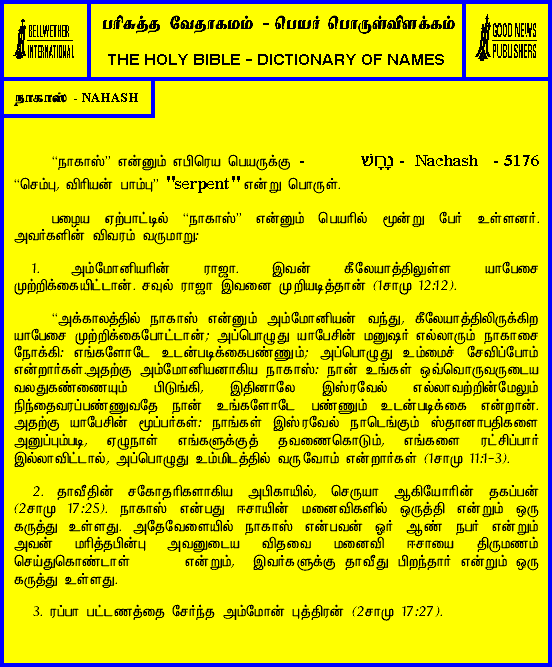 BELLWETHER
INTERNATIONAL
பரிசுத்த வேதாகமம் - பெயர் பொருள்விளக்கம்
THE HOLY BIBLE - DICTIONARY OF NAMES
GOOD NEWS
PUBLISHERS
நாகாஸ் - NAHASH
“நாகாஸ்” என்னும் எபிரெய பெயருக்கு - נָחָשׁ - Nachash - 5176
“செம்பு, விரியன் பாம்பு” "serpent" என்று பொருள்.
பழைய ஏற்பாட்டில் “நாகாஸ்” என்னும் பெயரில் மூன்று பேர் உள்ளனர்.
அவர்களின் விவரம் வருமாறு:
1. அம்மோனியரின் ராஜா. இவன் கீலேயாத்திலுள்ள யாபேசை
முற்றிக்கையிட்டான். சவுல் ராஜா இவனை முறியடித்தான் (1சாமு 12:12).
“அக்காலத்தில் நாகாஸ் என்னும் அம்மோனியன் வந்து, கீலேயாத்திலிருக்கிற
யாபேசை முற்றிக்கைபோட்டான்; அப்பொழுது யாபேசின் மனுஷர் எல்லாரும் நாகாசை
நோக்கி: எங்களோடே உடன்படிக்கைபண்ணும்; அப்பொழுது உம்மைச் சேவிப்போம்
என்றார்கள்.அதற்கு அம்மோனியனாகிய நாகாஸ்: நான் உங்கள் ஒவ்வொருவருடைய
வலதுகண்ணையும் பிடுங்கி, இதினாலே இஸ்ரவேல் எல்லாவற்றின்மேலும்
நிந்தைவரப்பண்ணுவதே நான் உங்களோடே பண்ணும் உடன்படிக்கை என்றான்.
அதற்கு யாபேசின் மூப்பர்கள்: நாங்கள் இஸ்ரவேல் நாடெங்கும் ஸ்தானாபதிகளை
அனுப்பும்படி, ஏழுநாள் எங்களுக்குத் தவணைகொடும், எங்களை ரட்சிப்பார்
இல்லாவிட்டால், அப்பொழுது உம்மிடத்தில் வருவோம் என்றார்கள் (1சாமு 11:1-3).
2. தாவீதின் சகோதரிகளாகிய அபிகாயில், செருயா ஆகியோரின் தகப்பன்
(2சாமு 17:25). நாகாஸ் என்பது ஈசாயின் மனைவிகளில் ஒருத்தி என்றும் ஒரு
கருத்து உள்ளது. அதேவேளையில் நாகாஸ் என்பவன் ஓர் ஆண் நபர் என்றும்
அவன் மரித்தபின்பு அவனுடைய விதவை மனைவி ஈசாயை திருமணம்
செய்துகொண்டாள் என்றும், இவர்களுக்கு தாவீது பிறந்தார் என்றும் ஒரு
கருத்து உள்ளது.
3. ரப்பா பட்டணத்தை சேர்ந்த அம்மோன் புத்திரன் (2சாமு 17:27).